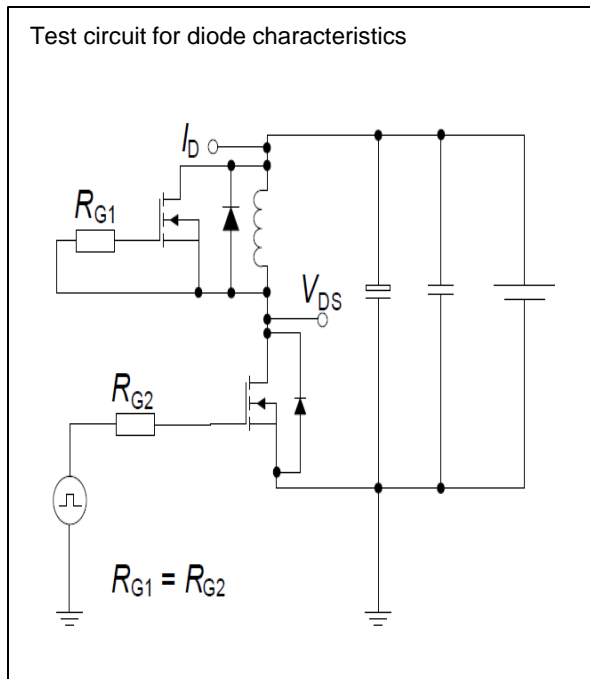 Test circuit for diode characteristics
ID
RG1
VDS
RG2
RG1 = RG2